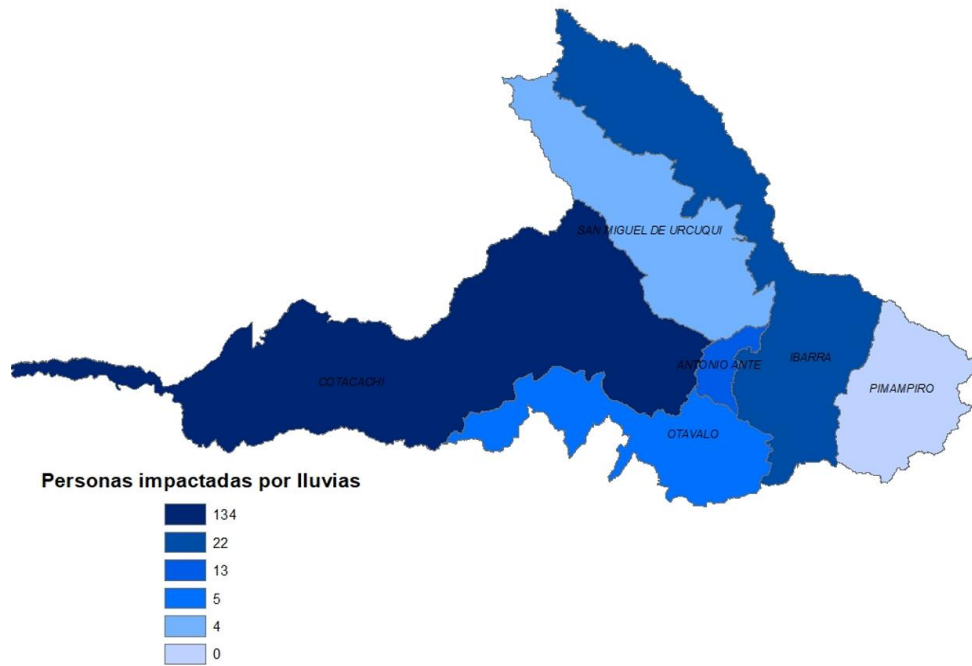 SAN MIGUEL DE URCUQUI
ANTONIO ANTE
IBARRA
COTACACHI
PIMAMPIRO
OTAVALO
Personas impactadas por lluvias
134
22
13
5
4
0